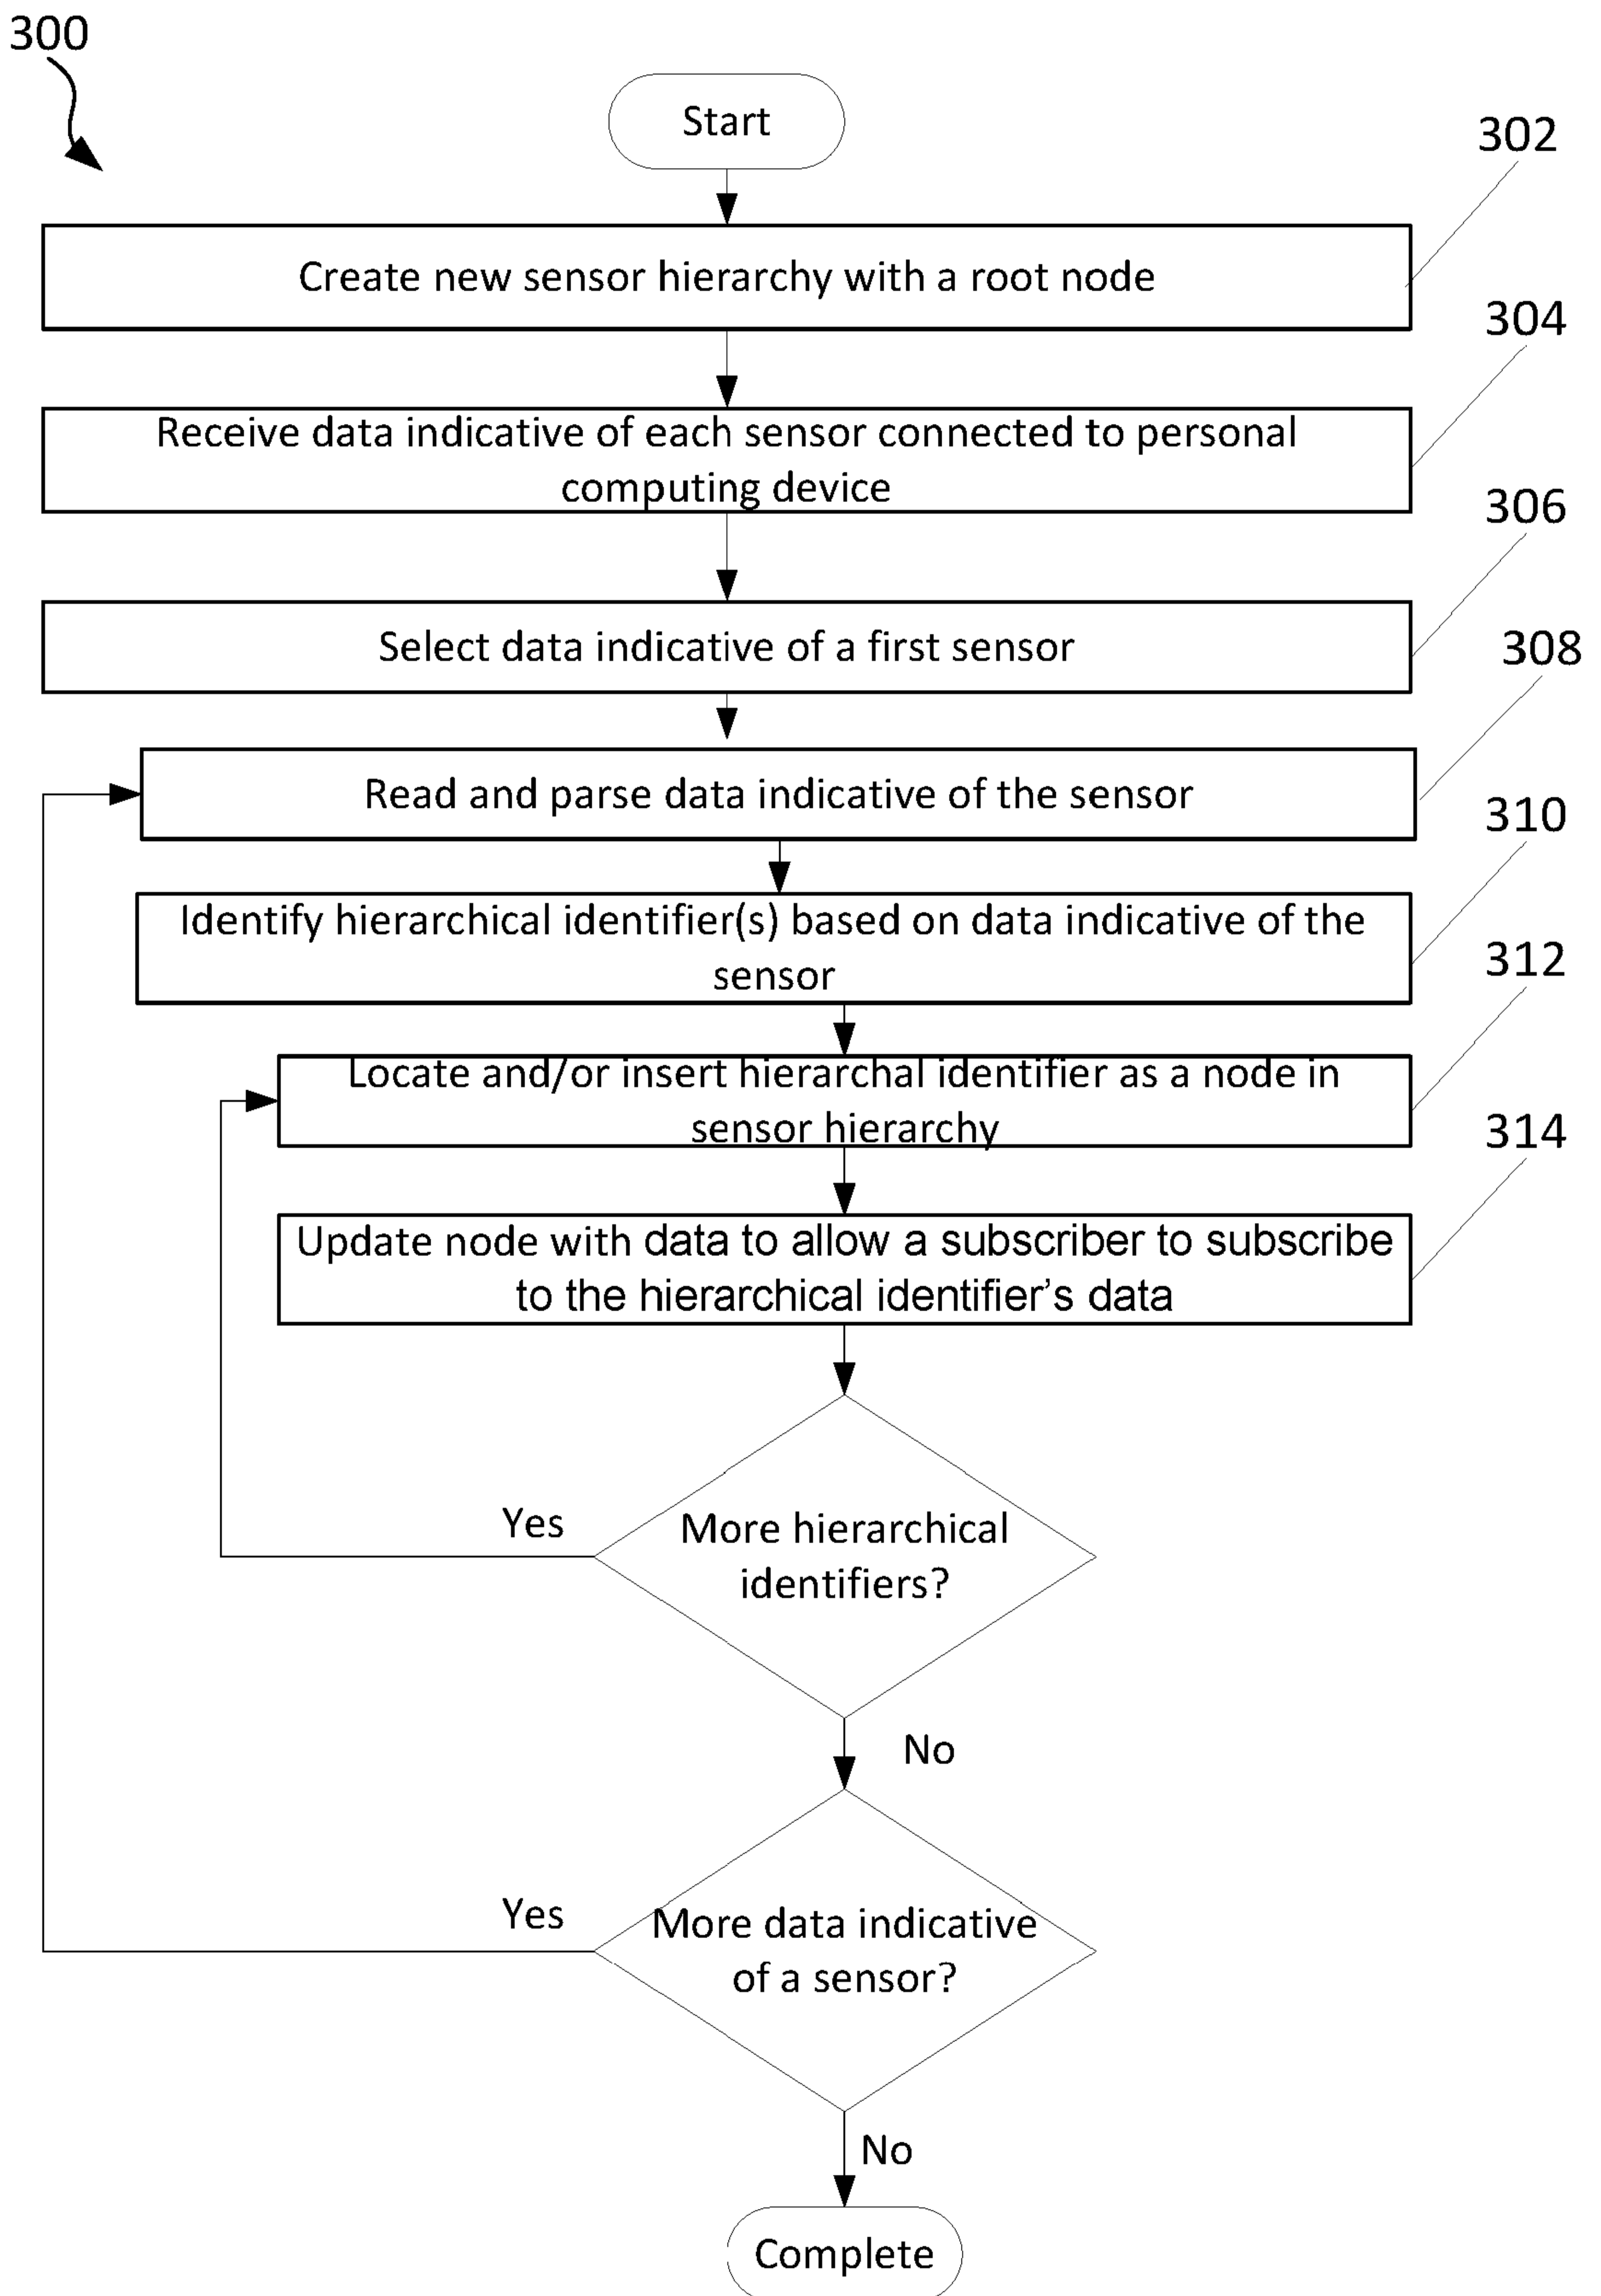 300
Start
302
Create new sensor hierarchy with a root node
304
Receive data indicative of each sensor connected to personal
computing device
306
Select data indicative of a first sensor
308
Read and parse data indicative of the sensor
310
Identify hierarchical identifier(s) based on data indicative of the
sensor
312
Locate and/or insert hierarchal identifier as a node in
sensor hierarchy
314
Update node with data to allow a subscriber to subscribe
to the hierarchical identifier's data
Yes
More hierarchical
identifiers?
No
Yes
More data indicative
of a sensor?
No
Complete